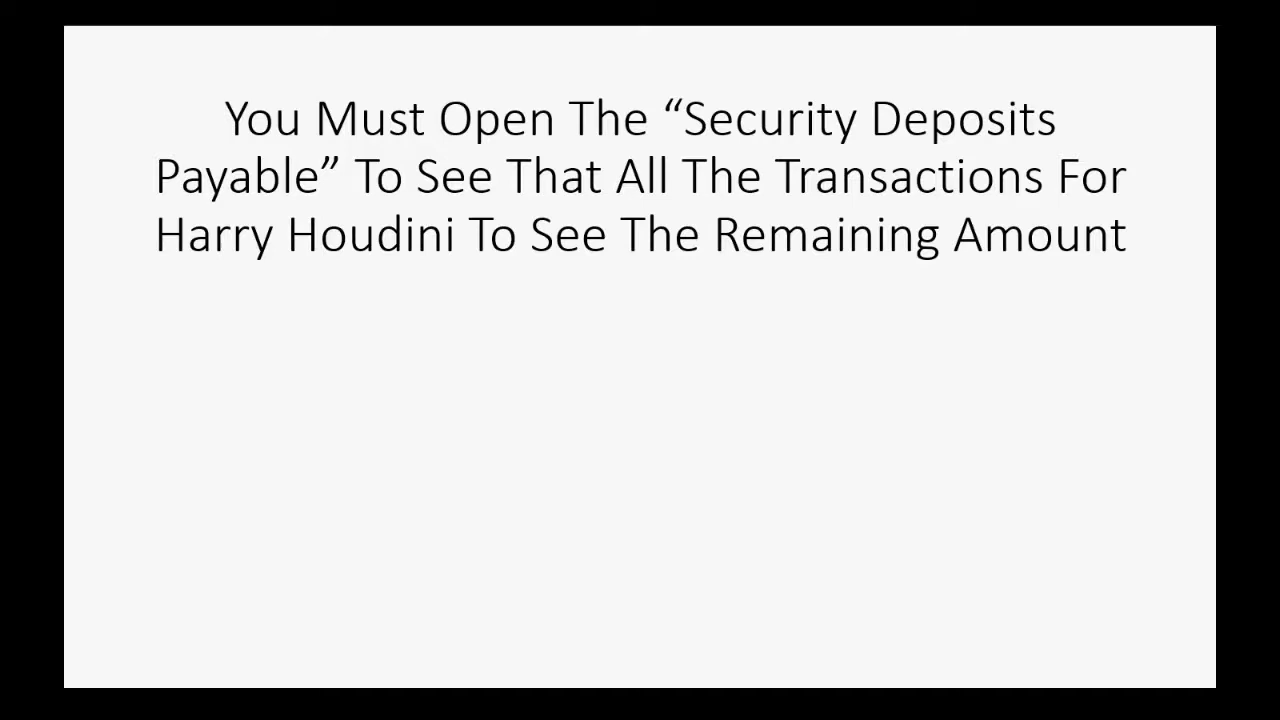 You Must Open The “Security Deposits
Payable” To See That All The Transactions For
Harry Houdini To See The Remaining Amount